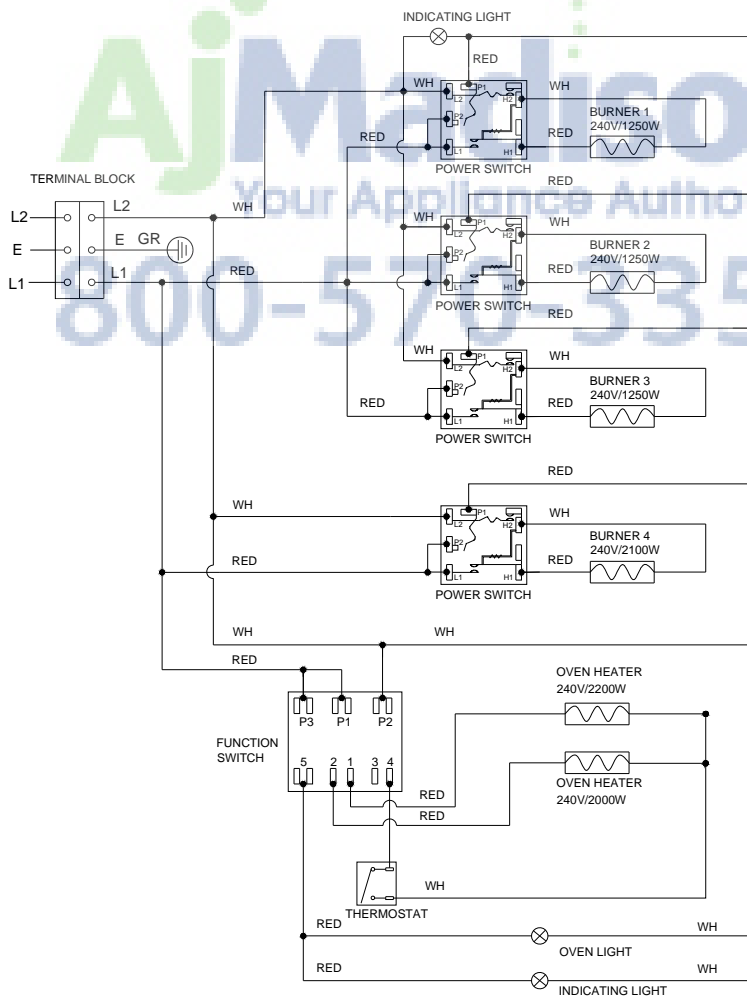 INDICATING LIGHT
AjMadiso
Your Appliance Autho
800-570-335
RED
WH
P1
WH
L2
H2
P2
BURNER 1
240V/1250W
RED
RED
L1
H1
POWER SWITCH
TERMINAL BLOCK
RED
L2
L2
WH
WH
P1
WH
L2
H2
E
E
GR
P2
BURNER 2
240V/1250W
L1
L1
RED
RED
L1
H1
POWER SWITCH
RED
WH
P1
WH
L2
H2
P2
BURNER 3
240V/1250W
RED
RED
L1
H1
POWER SWITCH
RED
WH
P1
WH
L2
H2
P2
BURNER 4
240V/2100W
RED
RED
L1
H1
POWER SWITCH
WH
WH
RED
OVEN HEATER
240V/2200W
P3
P1
P2
FUNCTION
SWITCH
5
2
1
3
4
OVEN HEATER
240V/2000W
RED
RED
WH
THERMOSTAT
RED
WH
OVEN LIGHT
RED
WH
INDICATING LIGHT